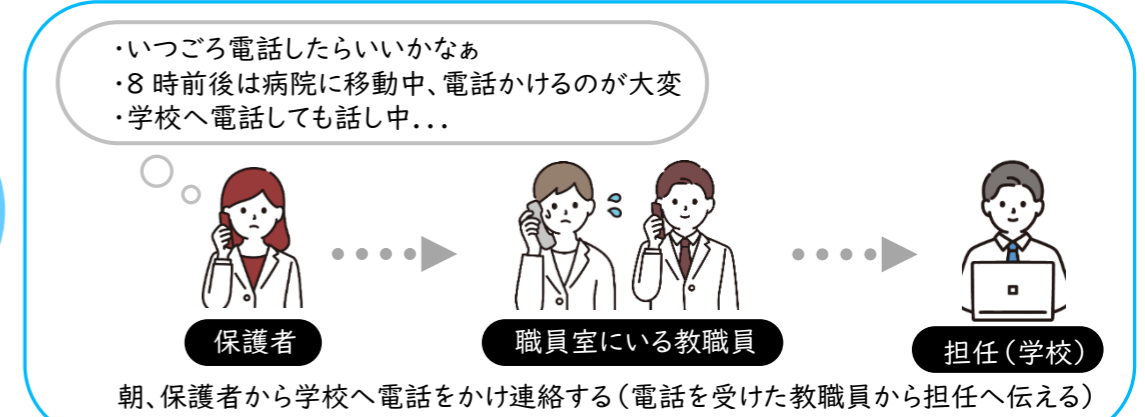 ・いつごろ電話したらいいかなぁ
・8時前後は病院に移動中、電話かけるのが大変
・学校へ電話しても話し中...
保護者
職員室にいる教職員
担任(学校)
朝、保護者から学校へ電話をかけ連絡する(電話を受けた教職員から担任へ伝える)